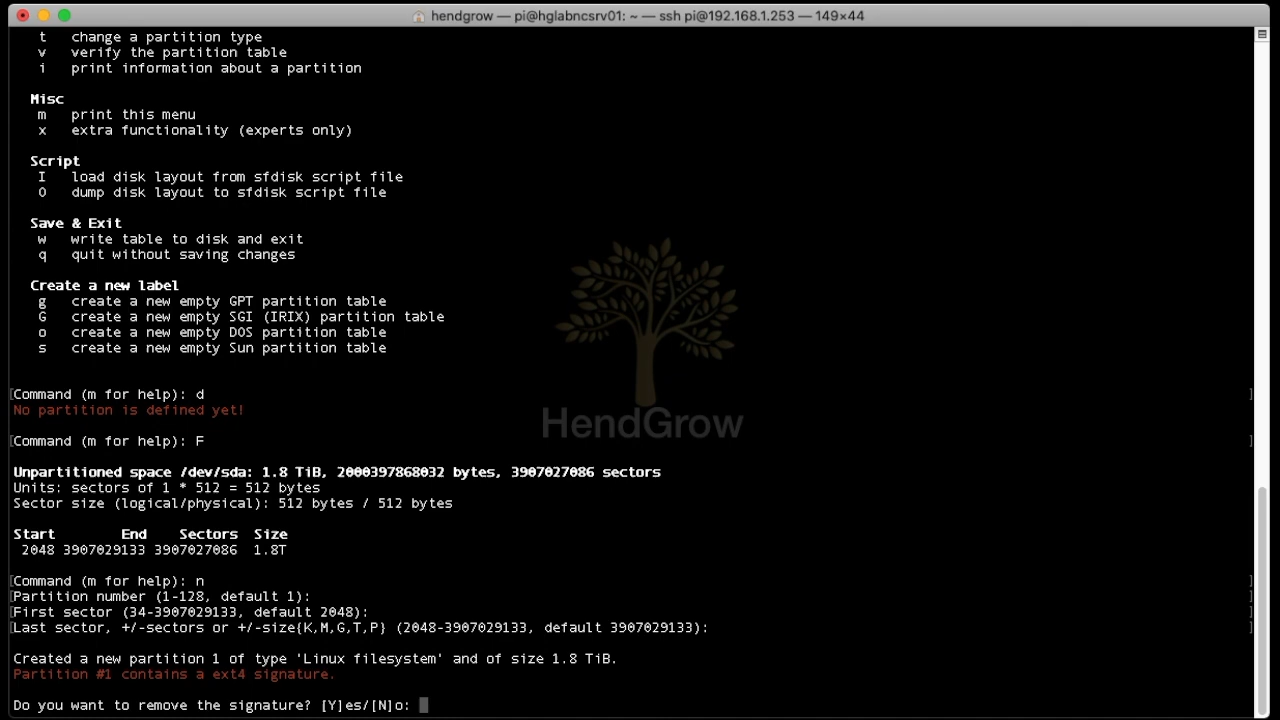 hendgrow — pi@hglabncsrv01: ~ — ssh pi@192.168.1.253 — 149×44
t change a partition type
v verify the partition table
i print information about a partition
Misc
m print this menu
x extra functionality (experts only)
Script
I load disk layout from sfdisk script file
O dump disk layout to sfdisk script file
Save & Exit
w write table to disk and exit
q quit without saving changes
Create a new label
g create a new empty GPT partition table
G create a new empty SGI (IRIX) partition table
o create a new empty DOS partition table
s create a new empty Sun partition table
[Command (m for help): d ]
No partition is defined yet!
[Command (m for help): F ]
Unpartitioned space /dev/sda: 1.8 TiB, 2000397868032 bytes, 3907027086 sectors
Units: sectors of 1 * 512 = 512 bytes
Sector size (logical/physical): 512 bytes / 512 bytes
Start End Sectors Size
2048 3907029133 3907027086 1.8T
[Command (m for help): n ]
[Partition number (1-128, default 1): ]
[First sector (34-3907029133, default 2048): ]
[Last sector, +/-sectors or +/-size{K,M,G,T,P} (2048-3907029133, default 3907029133): ]
Created a new partition 1 of type 'Linux filesystem' and of size 1.8 TiB.
Partition #1 contains a ext4 signature.
Do you want to remove the signature? [Y]es/[N]o:
HendGrow